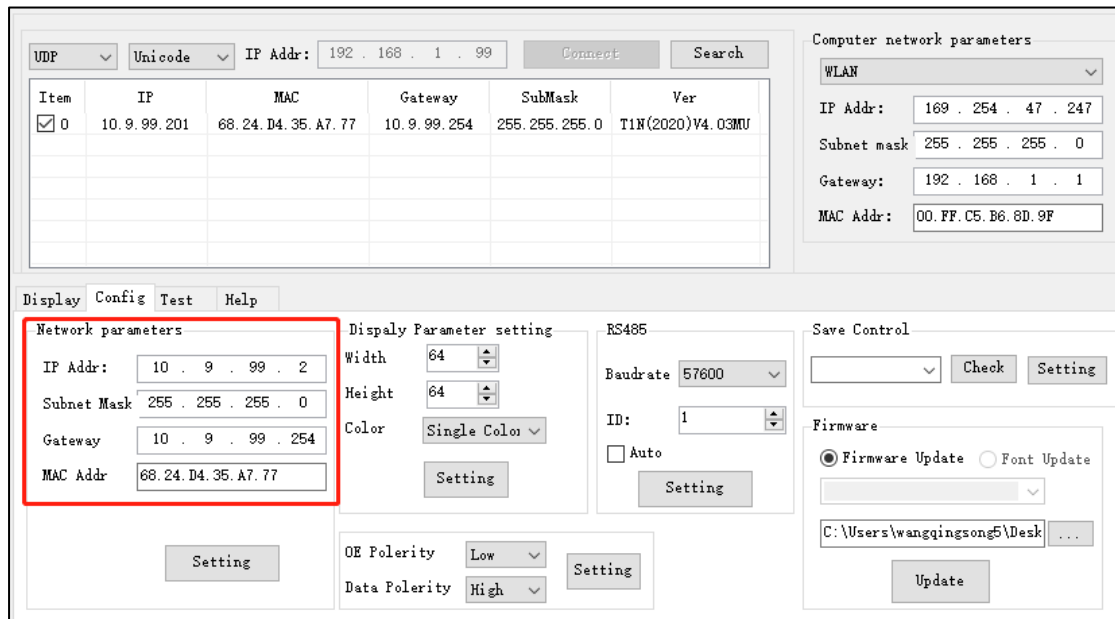 UDP Unicode IP Addr: 192 . 168 . 1 . 99 Connect Search
Item IP MAC Gateway SubMask Ver
0 10.9.99.201 68.24.D4.35.A7.77 10.9.99.254 255.255.255.0 T1N(2020)V4.03MU
Computer network parameters
WLAN
IP Addr: 169 . 254 . 47 . 247
Subnet mask 255 . 255 . 255 . 0
Gateway: 192 . 168 . 1 . 1
MAC Addr: 00.FF.C5.B6.8D.9F
Display Config Test Help
Network parameters
IP Addr: 10 . 9 . 99 . 2
Subnet Mask 255 . 255 . 255 . 0
Gateway 10 . 9 . 99 . 254
MAC Addr 68.24.D4.35.A7.77
Setting
Dispaly Parameter setting
Width 64
Height 64
Color Single Color
Setting
OE Polerity Low
Data Polerity High
Setting
RS485
Baudrate 57600
ID: 1
Auto
Setting
Save Control
Check Setting
Firmware
Firmware Update Font Update
C:\Users\wangqingsong5\Desk ...
Update